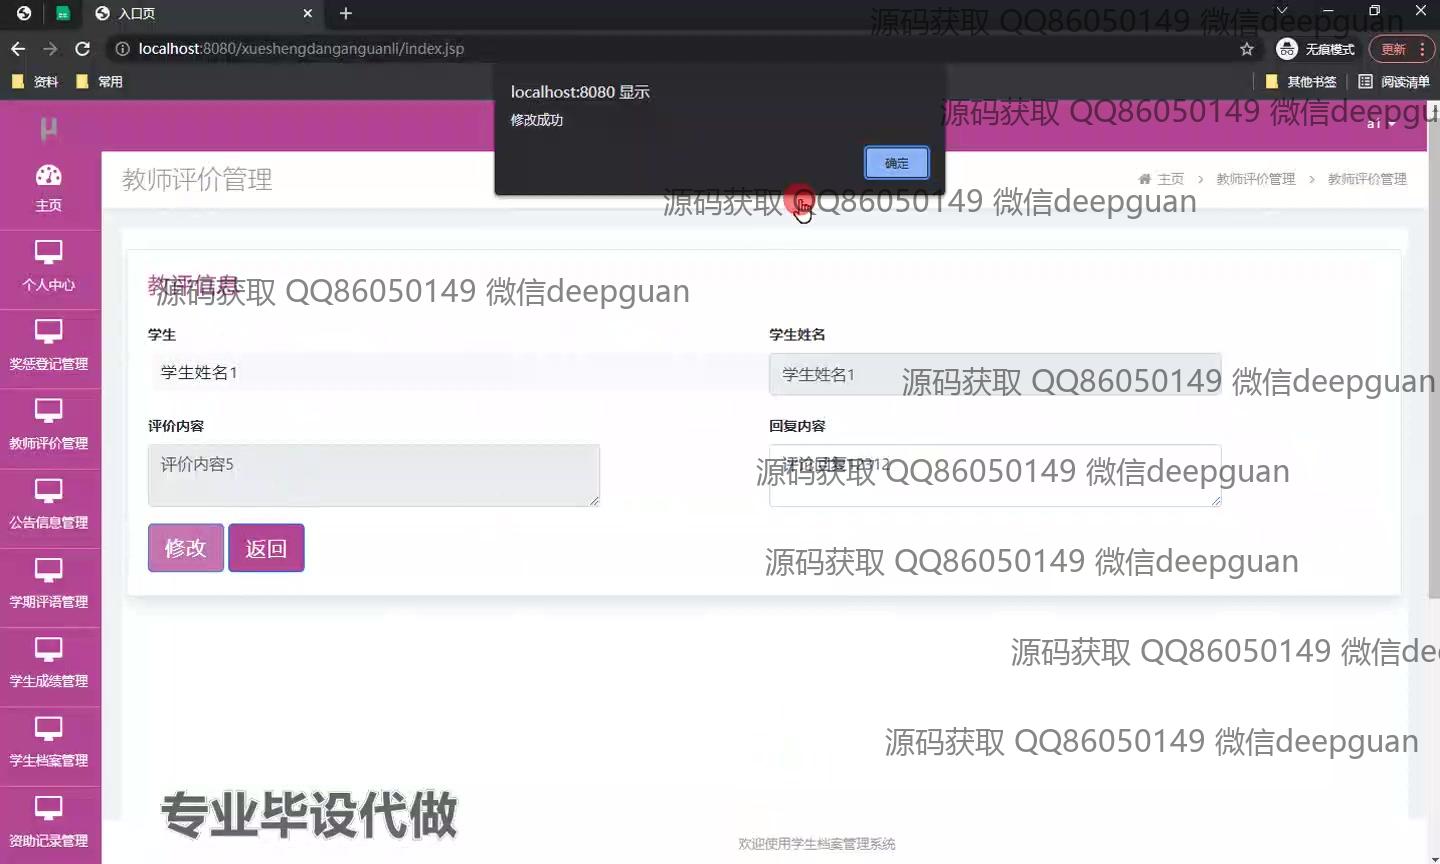 入口页
源码获取 QQ86050149 微信deepguan
localhost:8080/xueshengdanganguanli/index.jsp
无痕模式
更新
资料
常用
其他书签
阅读清单
localhost:8080 显示
修改成功
确定
源码获取 QQ86050149 微信deepgu
μ
主页
个人中心
奖惩登记管理
教师评价管理
公告信息管理
学期评语管理
学生成绩管理
学生档案管理
资助记录管理
教师评价管理
主页 > 教师评价管理 > 教师评价管理
源码获取 QQ86050149 微信deepguan
教评信息
源码获取 QQ86050149 微信deepguan
学生
学生姓名
学生姓名1
学生姓名1
源码获取 QQ86050149 微信deepguan
评价内容
回复内容
评价内容5
评论回复12312
源码获取 QQ86050149 微信deepguan
修改
返回
源码获取 QQ86050149 微信deepguan
源码获取 QQ86050149 微信de
源码获取 QQ86050149 微信deepguan
专业毕设代做
欢迎使用学生档案管理系统